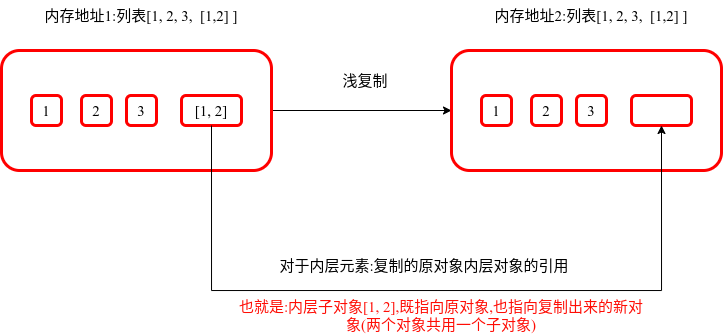 内存地址1:列表[1, 2, 3,  [1,2] ]
内存地址2:列表[1, 2, 3,  [1,2] ]
浅复制
1
2
3
[1, 2]
1
2
3
对于内层元素:复制的原对象内层对象的引用
也就是:内层子对象[1, 2],既指向原对象,也指向复制出来的新对
象(两个对象共用一个子对象)